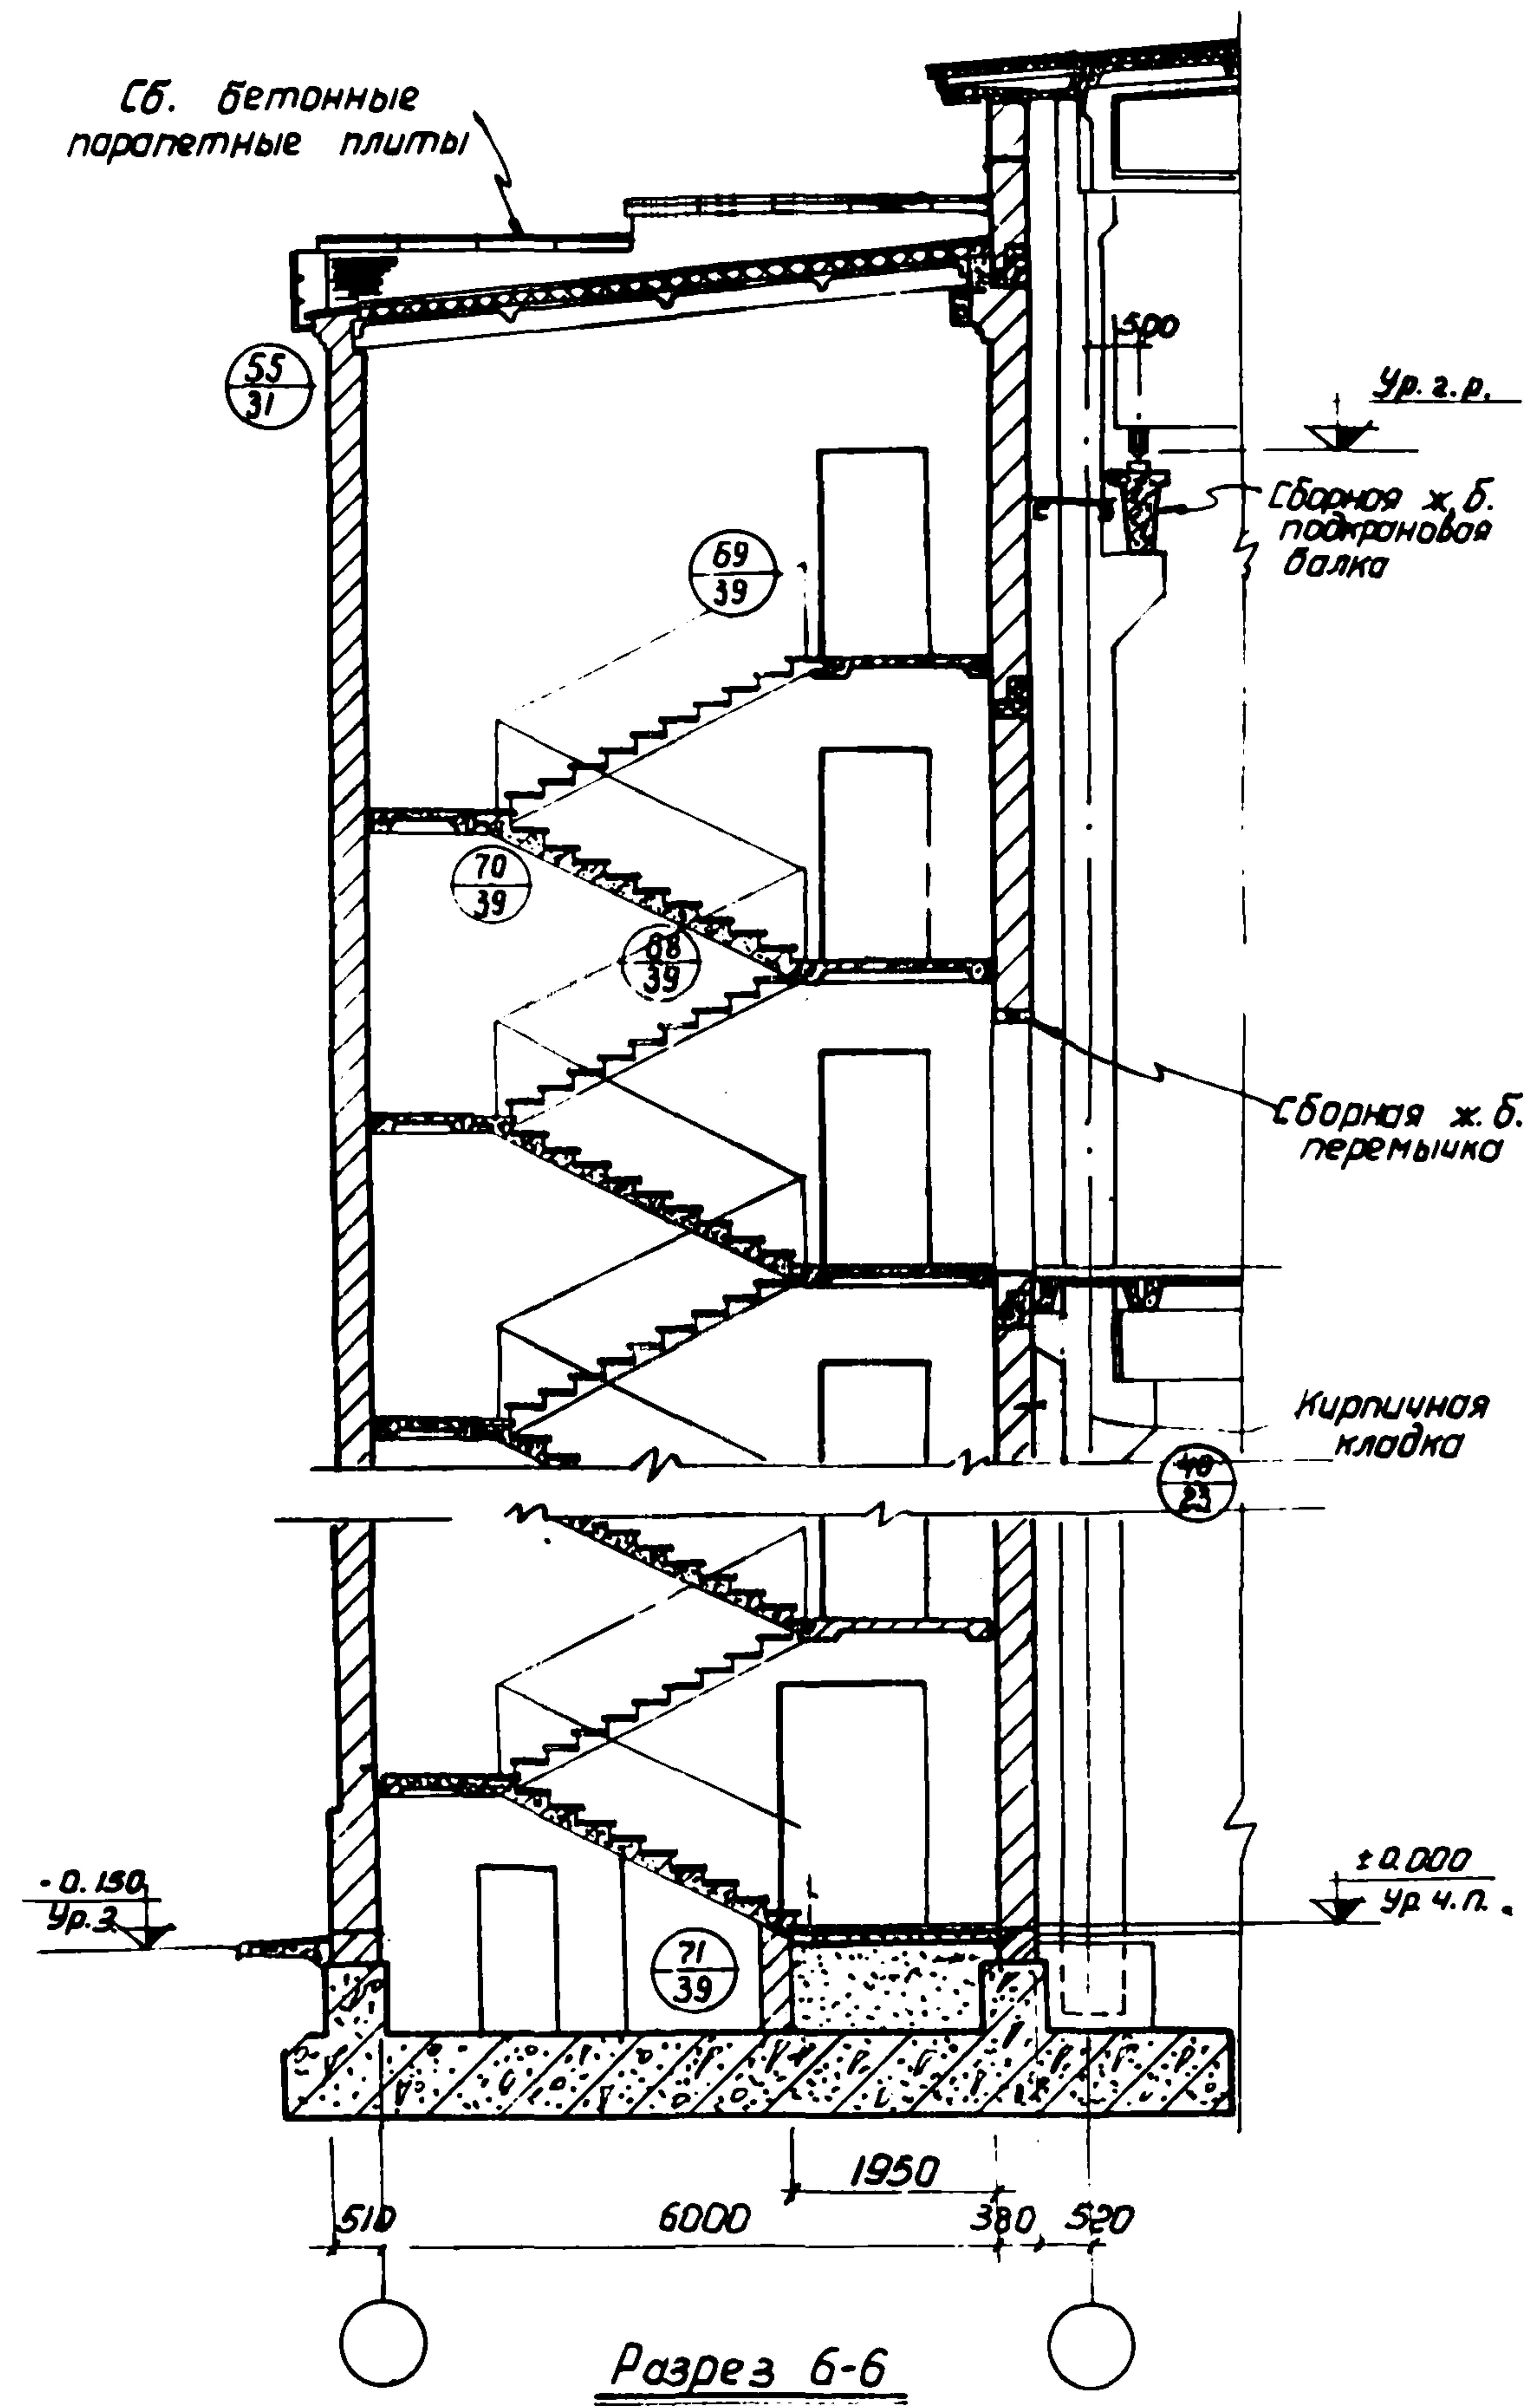 Сб. бетонные
парапетные плиты
55
31
500
Ур. г. р.
Сборная ж.б.
подкрановая
балка
69
39
70
39
68
39
Сборная ж.б.
перемычка
Кирпичная
кладка
23
-0.150
Ур.З.
±0.000
Ур. ч.п.
71
39
1950
510
6000
380
520
Разрез 6-6